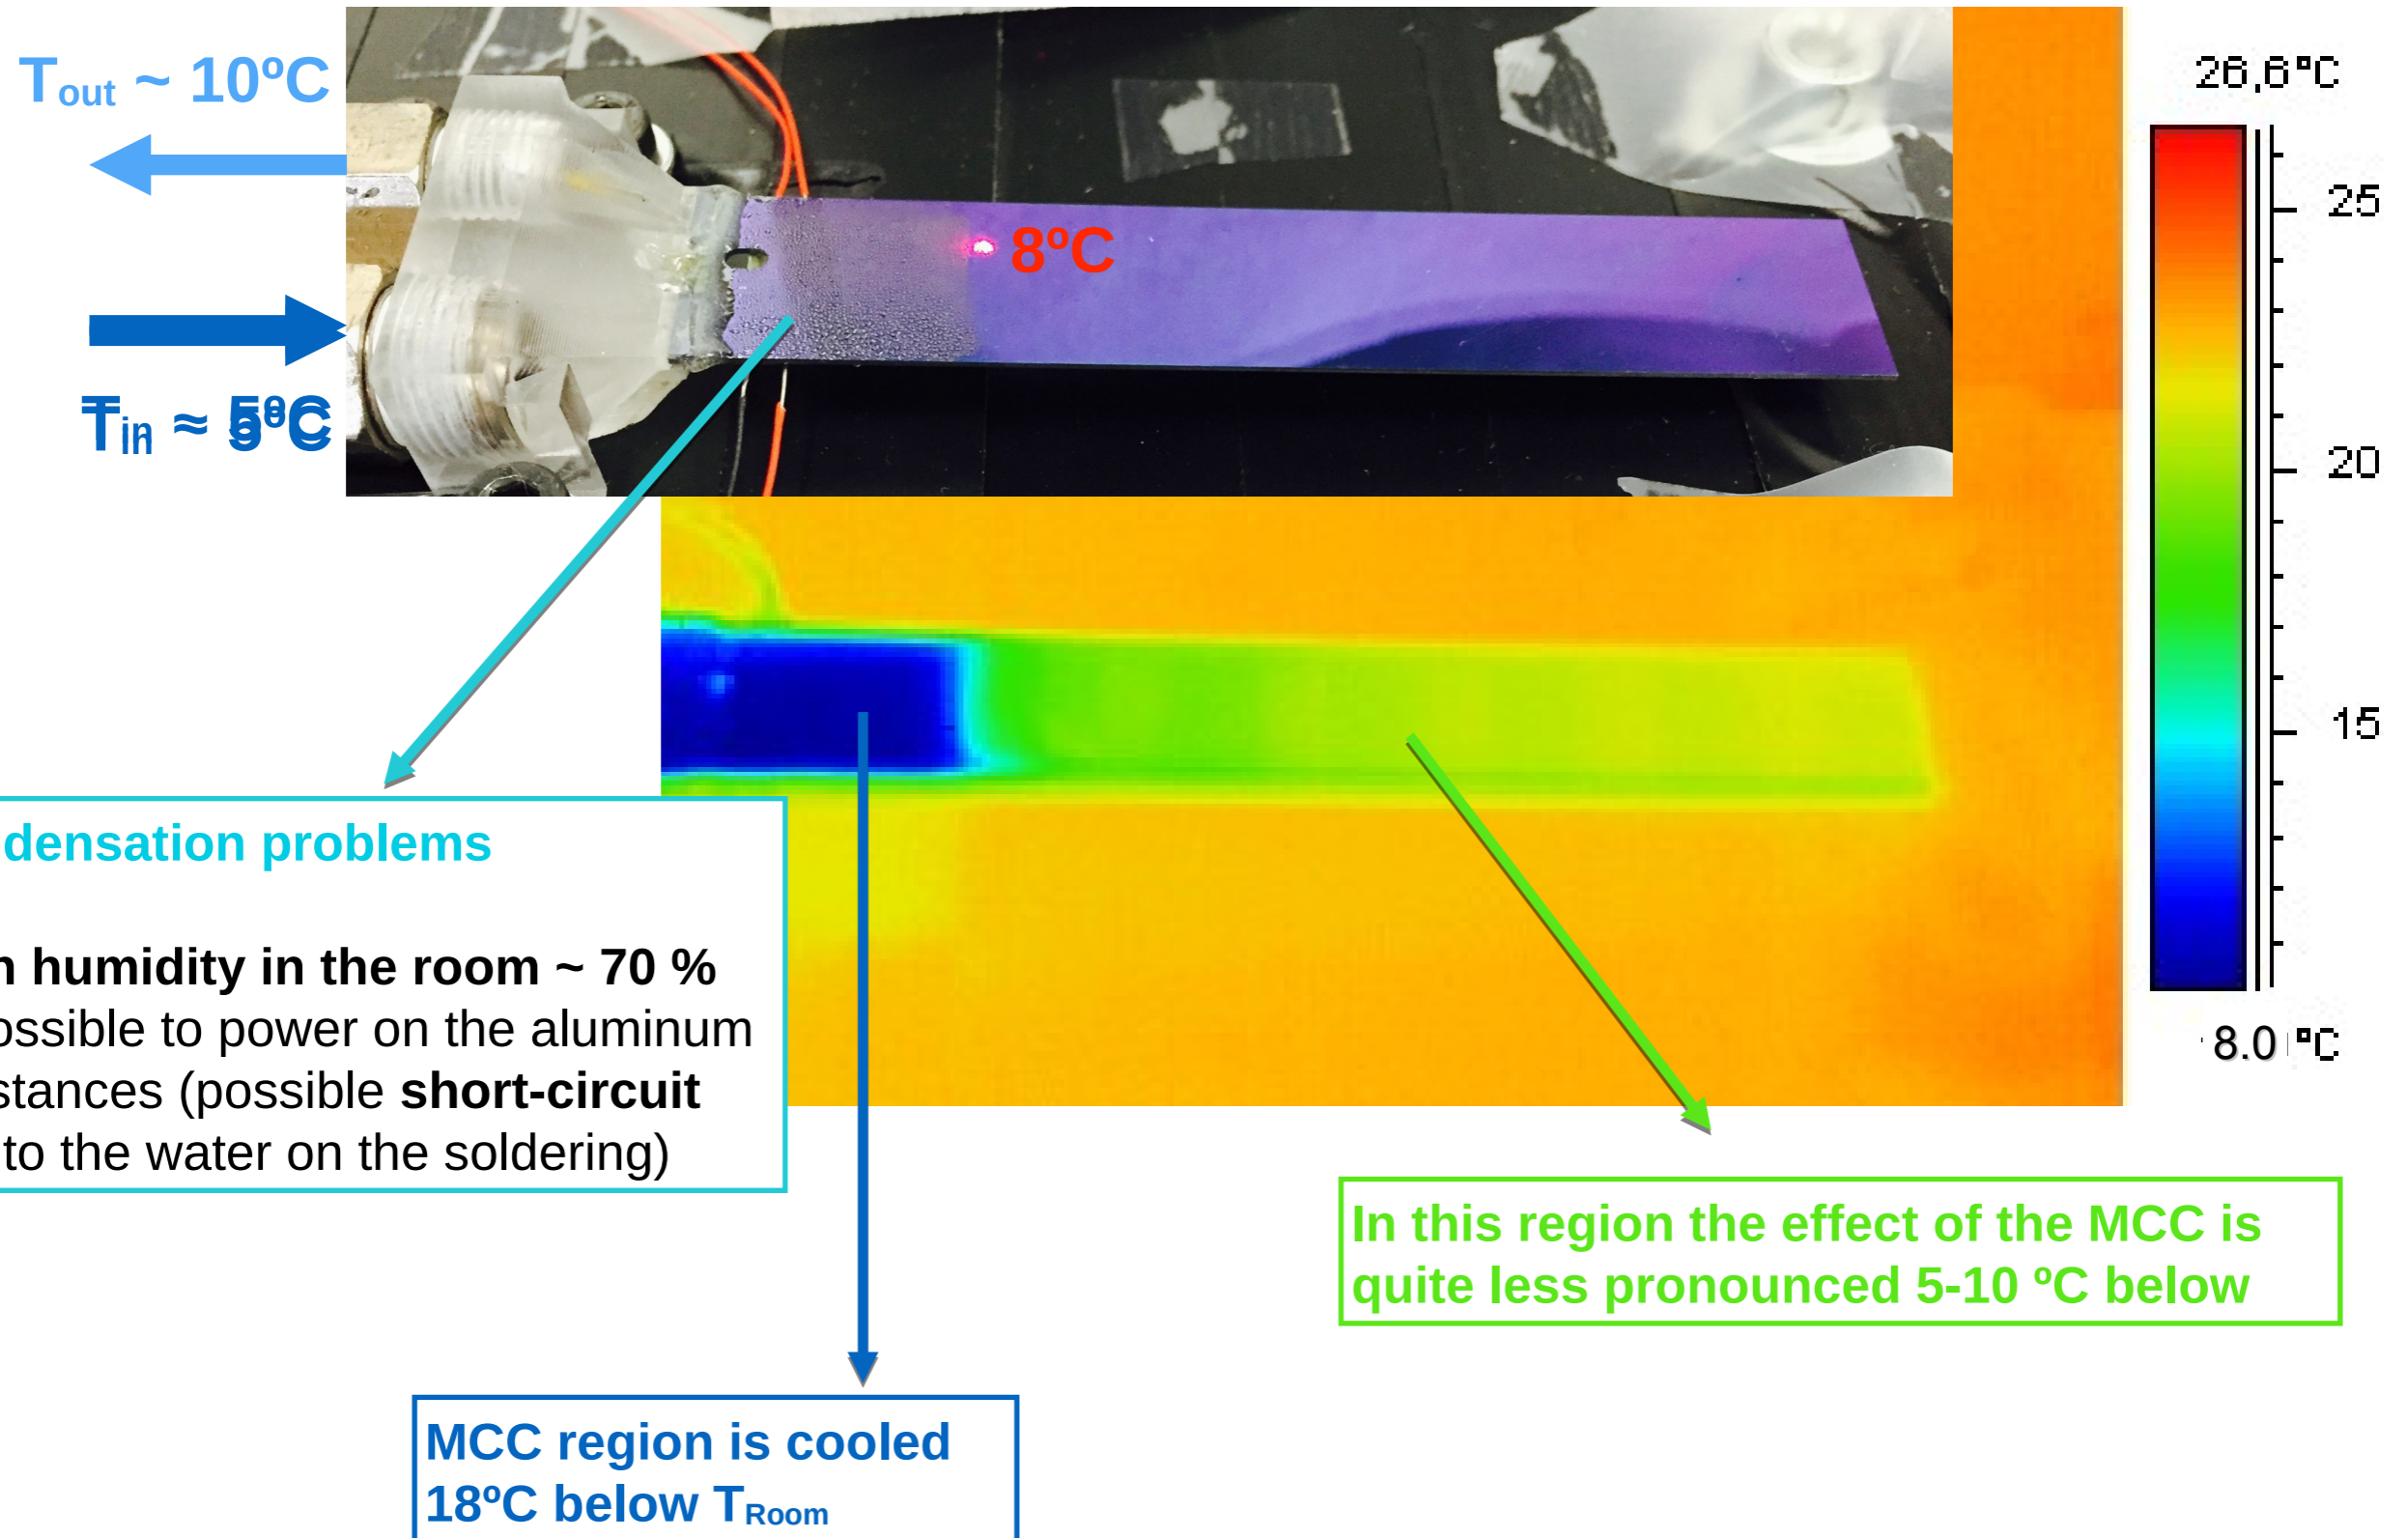 Tout ~ 10ºC
26,6°C
25
8ºC
Tin ≈ 5ºC
20
15
densation problems
8.0 °C
n humidity in the room ~ 70 %
ossible to power on the aluminum
stances (possible short-circuit
to the water on the soldering)
In this region the effect of the MCC is
quite less pronounced 5-10 ºC below
MCC region is cooled
18ºC below TRoom